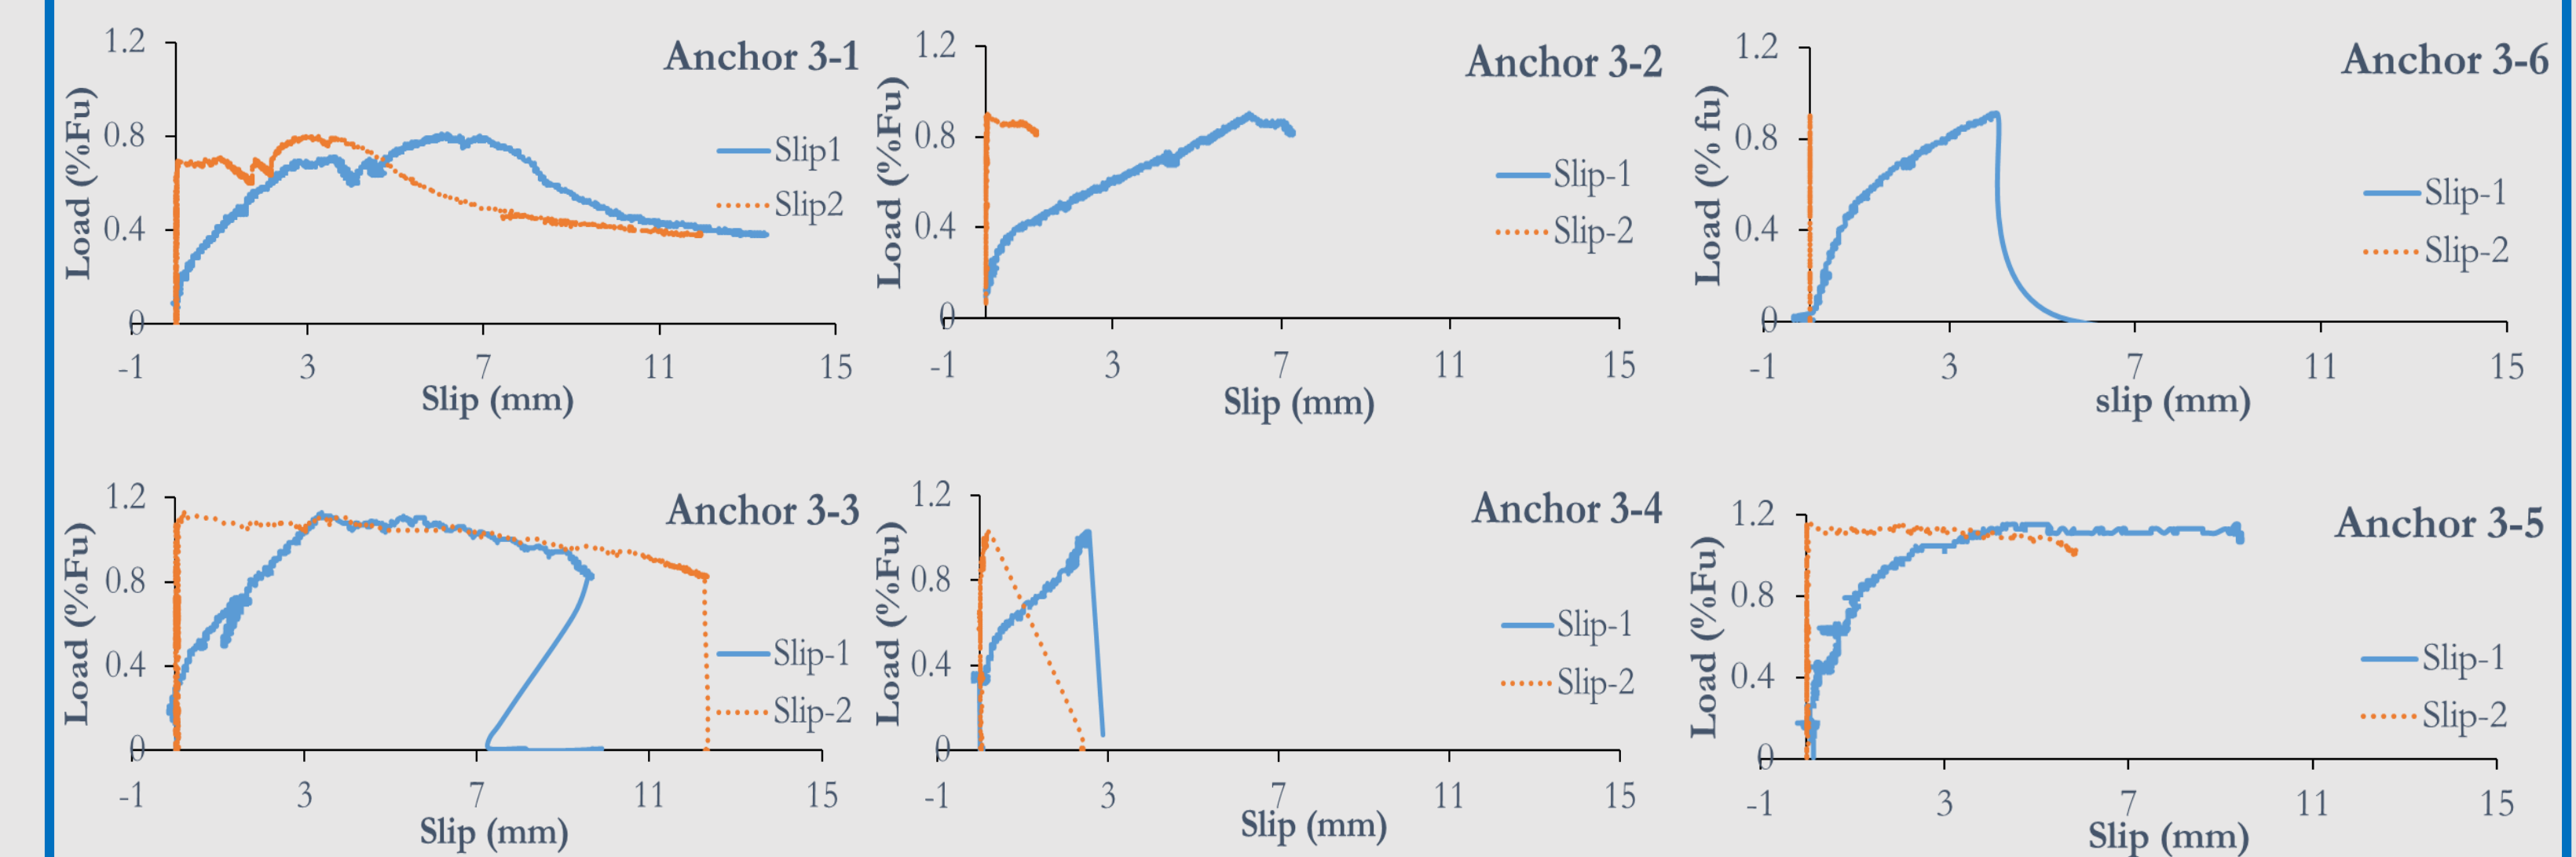 Anchor 3-1
Load (%Fu)
1.2
0.8
0.4
0
-1 3 7 11 15
Slip (mm)
Slip1
Slip2
Anchor 3-2
Load (%Fu)
1.2
0.8
0.4
0
-1 3 7 11 15
Slip (mm)
Slip-1
Slip-2
Anchor 3-6
Load (% fu)
1.2
0.8
0.4
0
-1 3 7 11 15
slip (mm)
Slip-1
Slip-2
Anchor 3-3
Load (%Fu)
1.2
0.8
0.4
0
-1 3 7 11 15
Slip (mm)
Slip-1
Slip-2
Anchor 3-4
Load (%Fu)
1.2
0.8
0.4
0
-1 3 7 11 15
Slip (mm)
Slip-1
Slip-2
Anchor 3-5
Load (%Fu)
1.2
0.8
0.4
0
-1 3 7 11 15
Slip (mm)
Slip-1
Slip-2